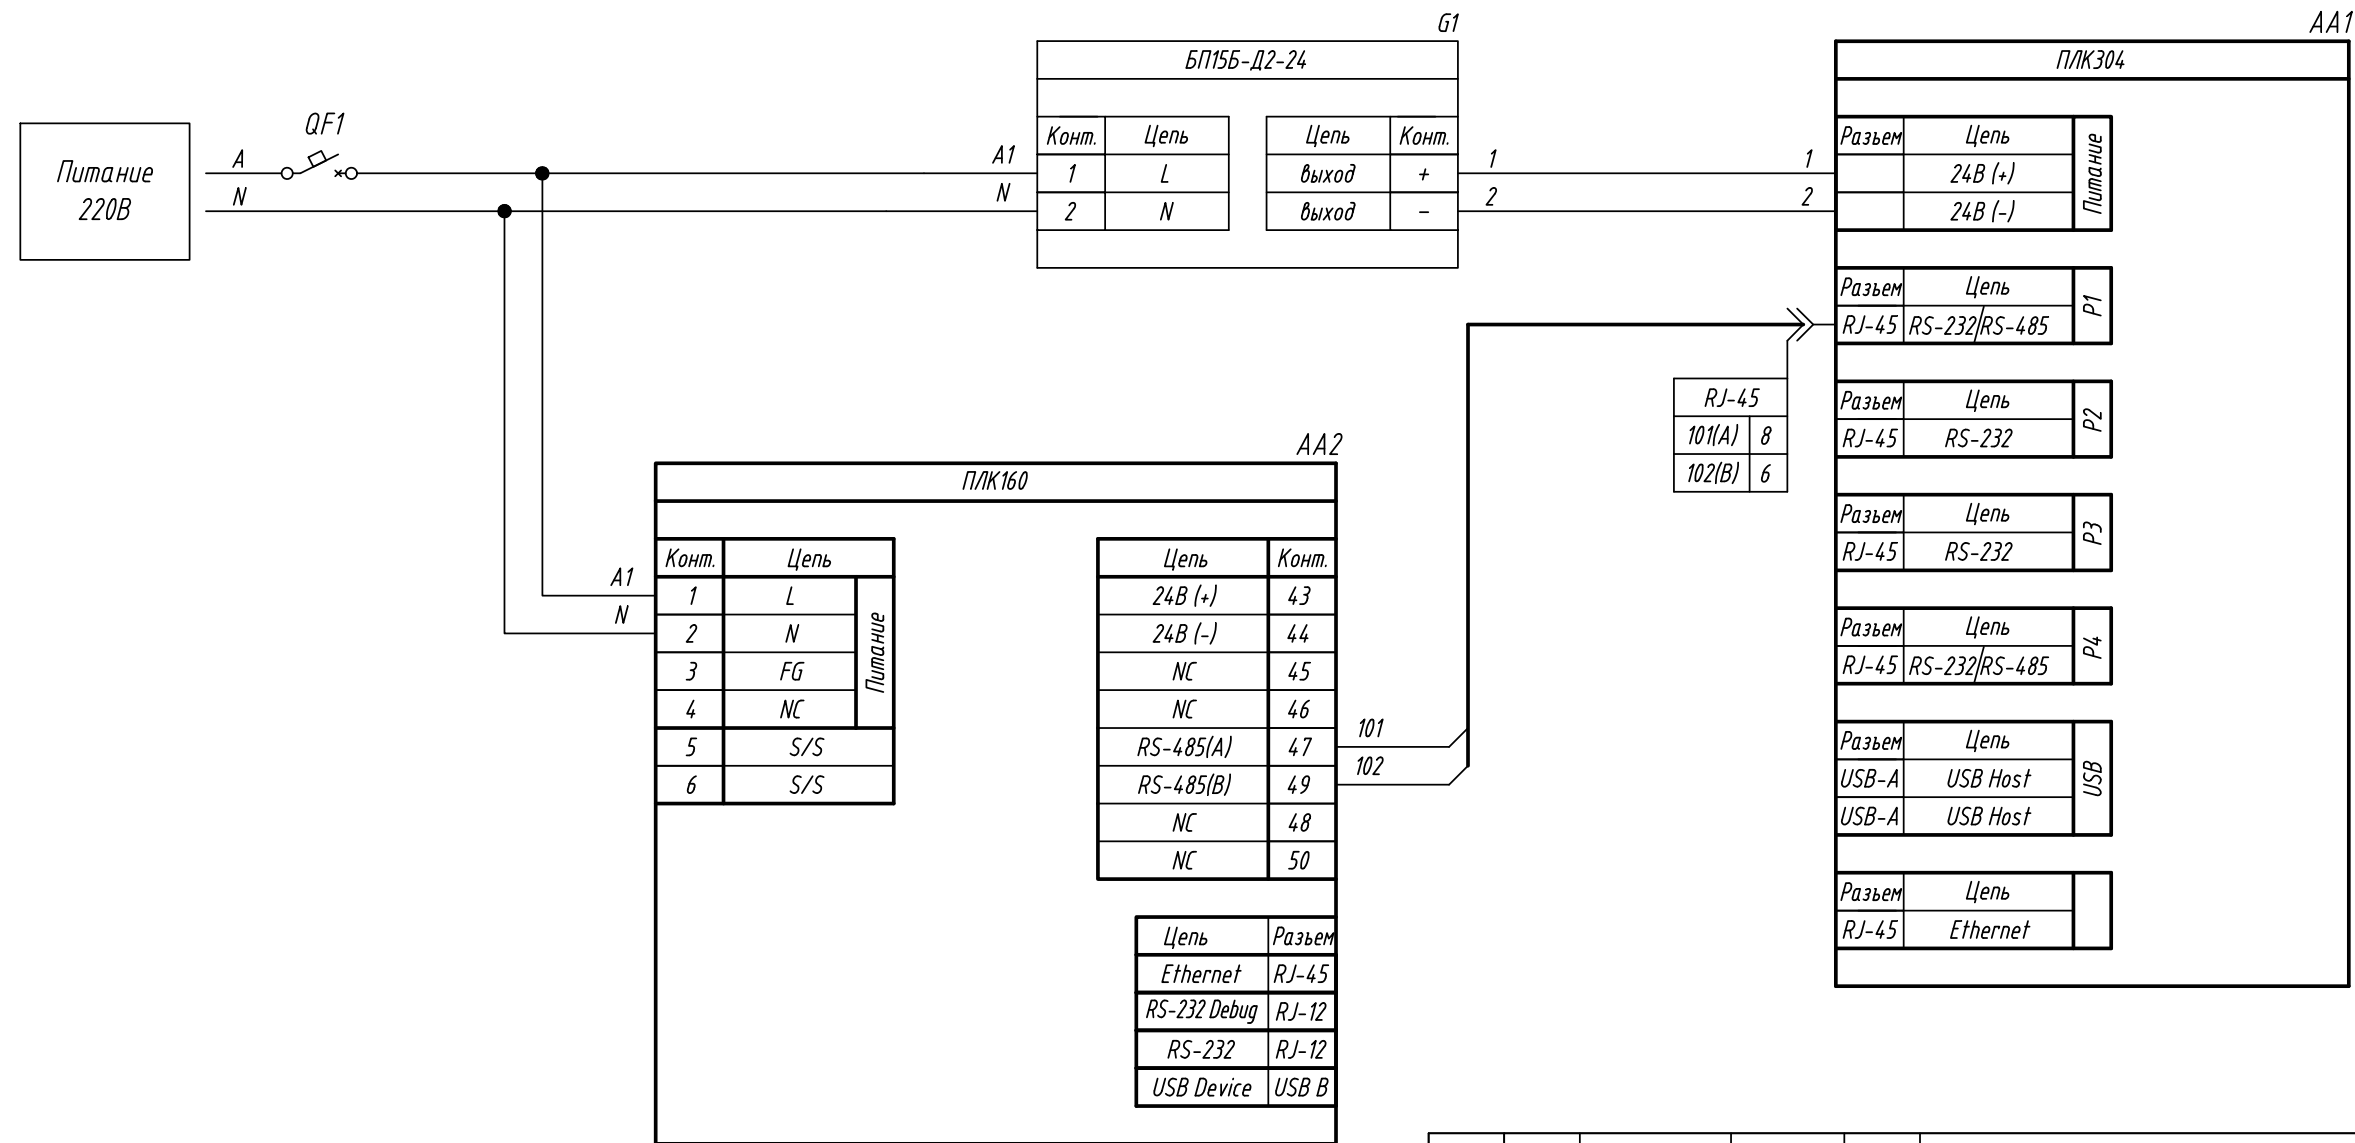 G1
AA1
БП15Б-Д2-24
ПЛК304
QF1
Питание
220В
A
N
A1
N
Конт. Цепь
1 L
2 N
Цепь Конт.
выход +
выход -
1 1
2 2
Разъем Цепь
24В (+)
24В (-)
Питание
Разъем Цепь
RJ-45 RS-232/RS-485
P1
RJ-45
101(A) 8
102(B) 6
Разъем Цепь
RJ-45 RS-232
P2
Разъем Цепь
RJ-45 RS-232
P3
Разъем Цепь
RJ-45 RS-232/RS-485
P4
Разъем Цепь
USB-A USB Host
USB-A USB Host
USB
Разъем Цепь
RJ-45 Ethernet
AA2
ПЛК160
A1
N
Конт. Цепь
1 L
2 N
3 FG
4 NC
Питание
5 S/S
6 S/S
Цепь Конт.
24В (+) 43
24В (-) 44
NC 45
NC 46
RS-485(A) 47
RS-485(B) 49
NC 48
NC 50
101
102
Цепь Разъем
Ethernet RJ-45
RS-232 Debug RJ-12
RS-232 RJ-12
USB Device USB B